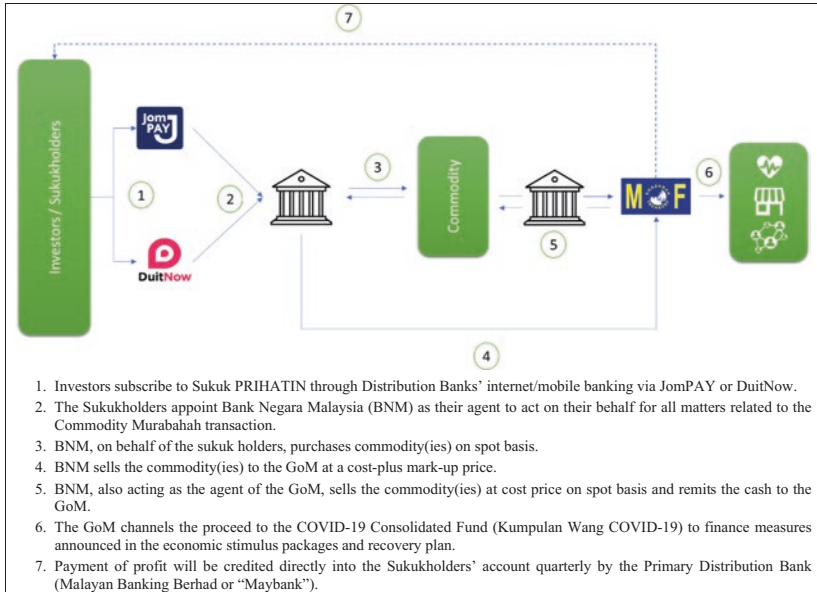 7
Investors / Sukukholders
Jom
PAY
1
DuitNow
2
3
Commodity
5
M F
6
4
1. Investors subscribe to Sukuk PRIHATIN through Distribution Banks' internet/mobile banking via JomPAY or DuitNow.
2. The Sukukholders appoint Bank Negara Malaysia (BNM) as their agent to act on their behalf for all matters related to the
Commodity Murabahah transaction.
3. BNM, on behalf of the sukuk holders, purchases commodity(ies) on spot basis.
4. BNM sells the commodity(ies) to the GoM at a cost-plus mark-up price.
5. BNM, also acting as the agent of the GoM, sells the commodity(ies) at cost price on spot basis and remits the cash to the
GoM.
6. The GoM channels the proceed to the COVID-19 Consolidated Fund (Kumpulan Wang COVID-19) to finance measures
announced in the economic stimulus packages and recovery plan.
7. Payment of profit will be credited directly into the Sukukholders' account quarterly by the Primary Distribution Bank
(Malayan Banking Berhad or “Maybank”).